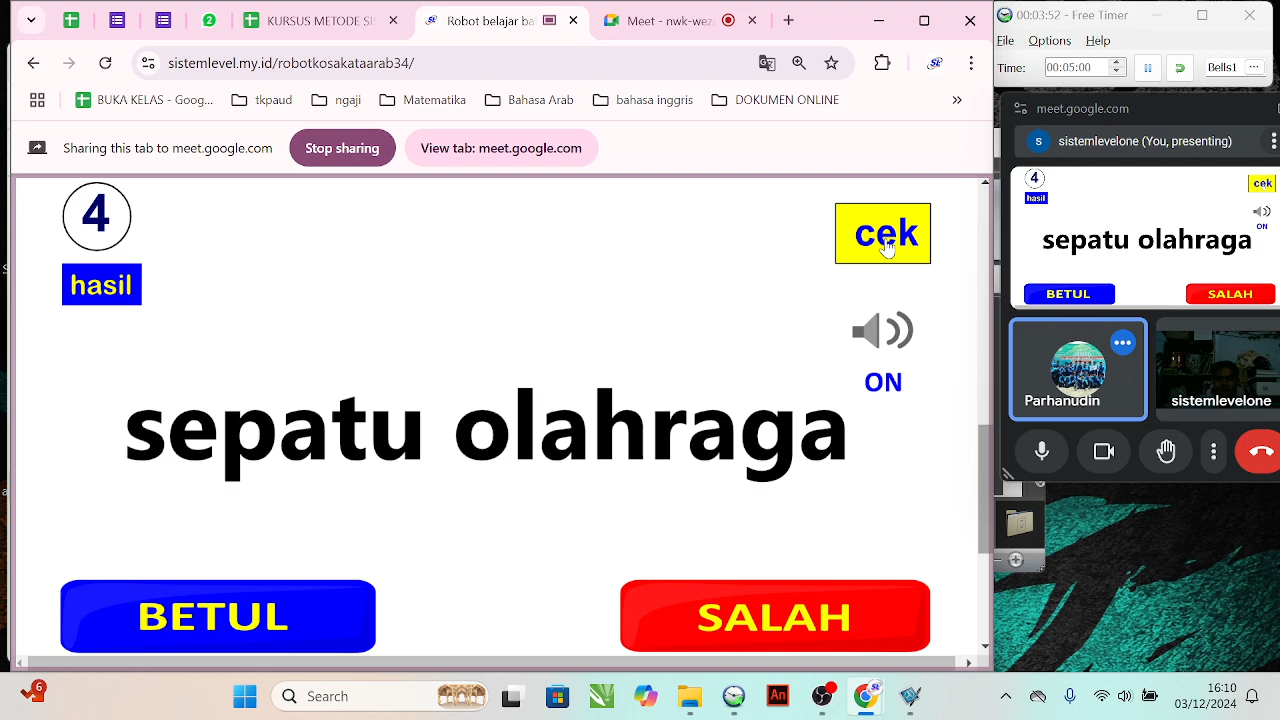 2
KURSUS METODE SI
Robot belajar ba
Meet - nwk-wez
sistemlevel.my.id/robotkosakataarab34/
BUKA KELAS - Goog...
tkpaud
ngaji
Matematika
bahasa arab
bahasa inggris
DOKUMEN ONLINE
Sharing this tab to meet.google.com
Stop sharing
View tab: meet.google.com
4
cek
hasil
ON
sepatu olahraga
BETUL
SALAH
00:03:52 - Free Timer
File
Options
Help
Time:
00:05:00
Bells1
meet.google.com
s
sistemlevelone (You, presenting)
4
cek
hasil
ON
sepatu olahraga
BETUL
SALAH
Parhanudin
sistemlevelone
6
Search
An
16:10
03/12/2024